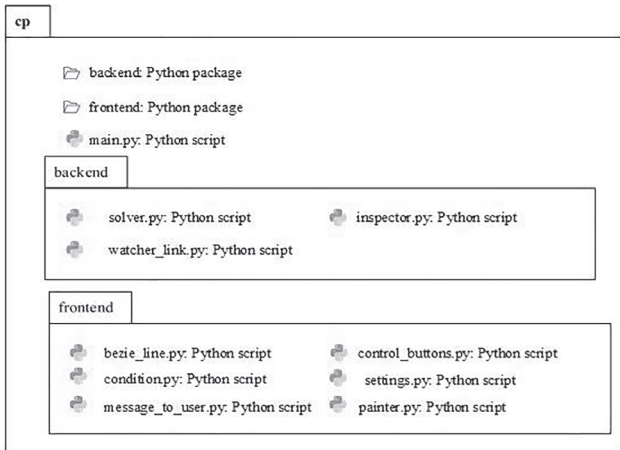 cp
backend: Python package
frontend: Python package
main.py: Python script
backend
solver.py: Python script
inspector.py: Python script
watcher_link.py: Python script
frontend
bezie_line.py: Python script
control_buttons.py: Python script
condition.py: Python script
settings.py: Python script
message_to_user.py: Python script
painter.py: Python script